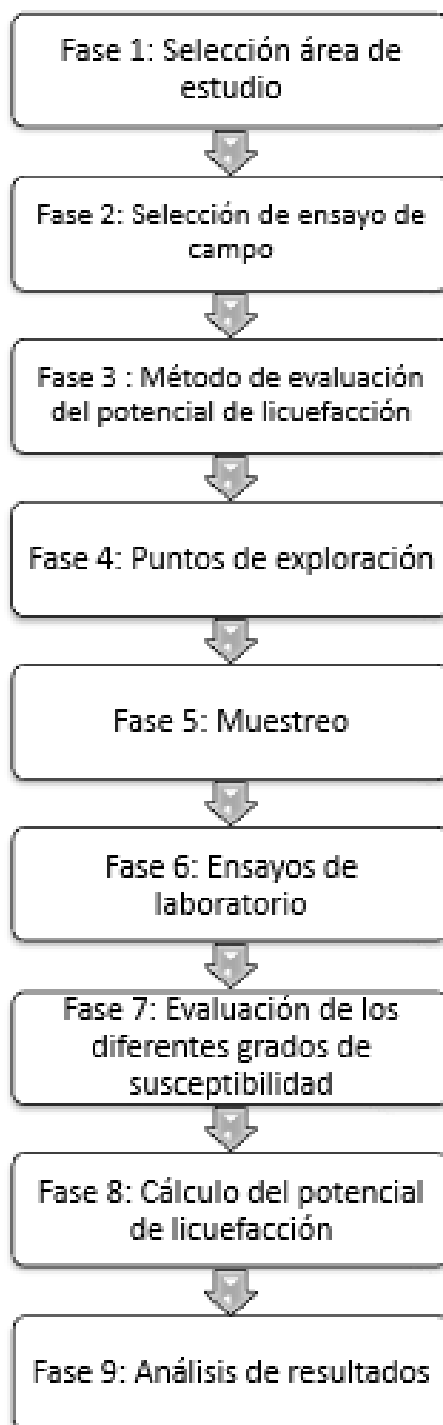 Fase 1: Selección área de
estudio
Fase 2: Selección de ensayo de
campo
Fase 3 : Método de evaluación
del potencial de licuefacción
Fase 4: Puntos de exploración
Fase 5: Muestreo
Fase 6: Ensayos de
laboratorio
Fase 7: Evaluación de los
diferentes grados de
susceptibilidad
Fase 8: Cálculo del potencial
de licuefacción
Fase 9: Análisis de resultados